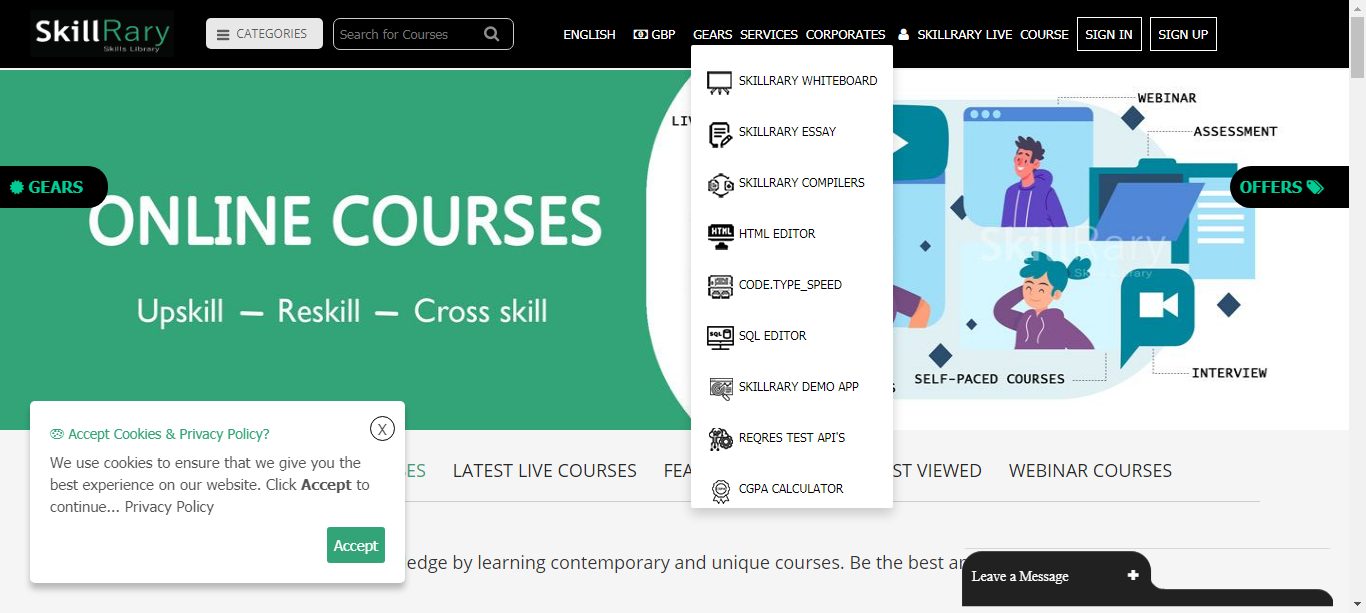 SkillRary
Skills Library
CATEGORIES
Search for Courses
ENGLISH
GBP
GEARS
SERVICES
CORPORATES
SKILLRARY LIVE
COURSE
SIGN IN
SIGN UP
SKILLRARY WHITEBOARD
SKILLRARY ESSAY
SKILLRARY COMPILERS
HTML
HTML EDITOR
CODE.TYPE_SPEED
SQL
SQL EDITOR
SKILLRARY DEMO APP
REQRES TEST API'S
CGPA CALCULATOR
GEARS
OFFERS
ONLINE COURSES
Upskill — Reskill — Cross skill
LIV
WEBINAR
ASSESSMENT
SkillRary
Skills Library
SELF-PACED COURSES
S
INTERVIEW
Accept Cookies & Privacy Policy?
X
We use cookies to ensure that we give you the
best experience on our website. Click Accept to
continue... Privacy Policy
Accept
ES
LATEST LIVE COURSES
FEA
ST VIEWED
WEBINAR COURSES
edge by learning contemporary and unique courses. Be the best an
Leave a Message